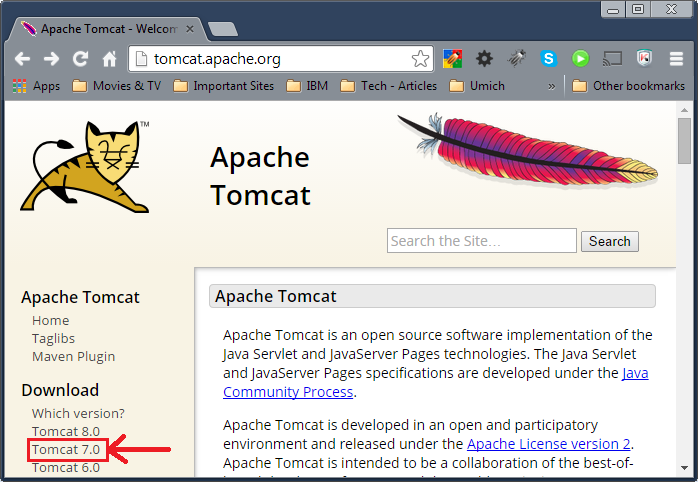 Apache Tomcat - Welcom
tomcat.apache.org
Apps Movies & TV Important Sites IBM Tech - Articles Umich » Other bookmarks
TM
Apache
Tomcat
Search the Site... Search
Apache Tomcat
Home
Taglibs
Maven Plugin
Download
Which version?
Tomcat 8.0
Tomcat 7.0
Tomcat 6.0
Apache Tomcat
Apache Tomcat is an open source software implementation of the
Java Servlet and JavaServer Pages technologies. The Java Servlet
and JavaServer Pages specifications are developed under the Java
Community Process.
Apache Tomcat is developed in an open and participatory
environment and released under the Apache License version 2.
Apache Tomcat is intended to be a collaboration of the best-of-